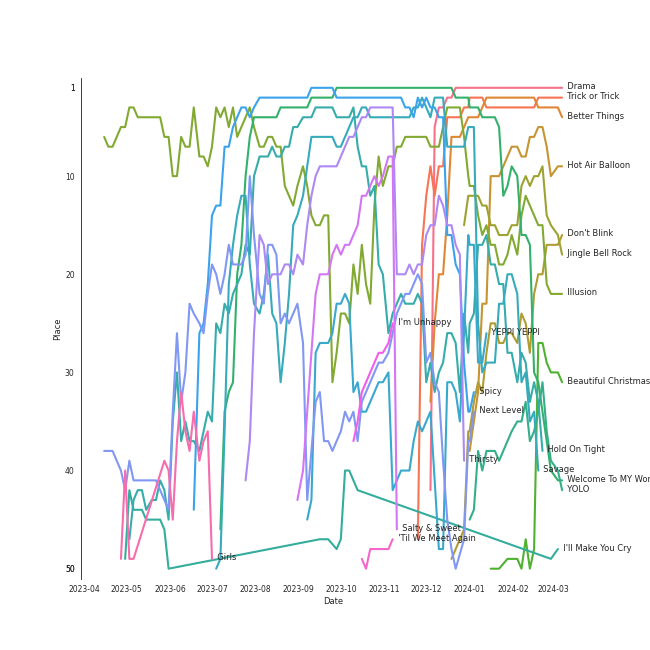 1
Drama
Trick or Trick
Better Things
Hot Air Balloon
10
Don't Blink
Jingle Bell Rock
20
Illusion
I'm Unhappy
YEPPI YEPPI
Place
30
Beautiful Christmas
Spicy
Next Level
Hold On Tight
Thirsty
40
Savage
Welcome To MY Wor
YOLO
Salty & Sweet
'Til We Meet Again
I'll Make You Cry
Girls
50
2023-04 2023-05 2023-06 2023-07 2023-08 2023-09 2023-10 2023-11 2023-12 2024-01 2024-02 2024-03
Date